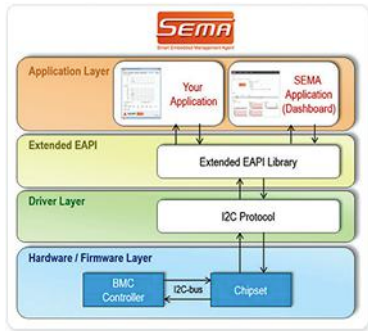 SEMA
Smart Embedded Management Agent
Application Layer
Your
Application
SEMA
Application
(Dashboard)
Extended EAPI
Extended EAPI Library
Driver Layer
I2C Protocol
Hardware / Firmware Layer
BMC
Controller
I2C-bus
Chipset